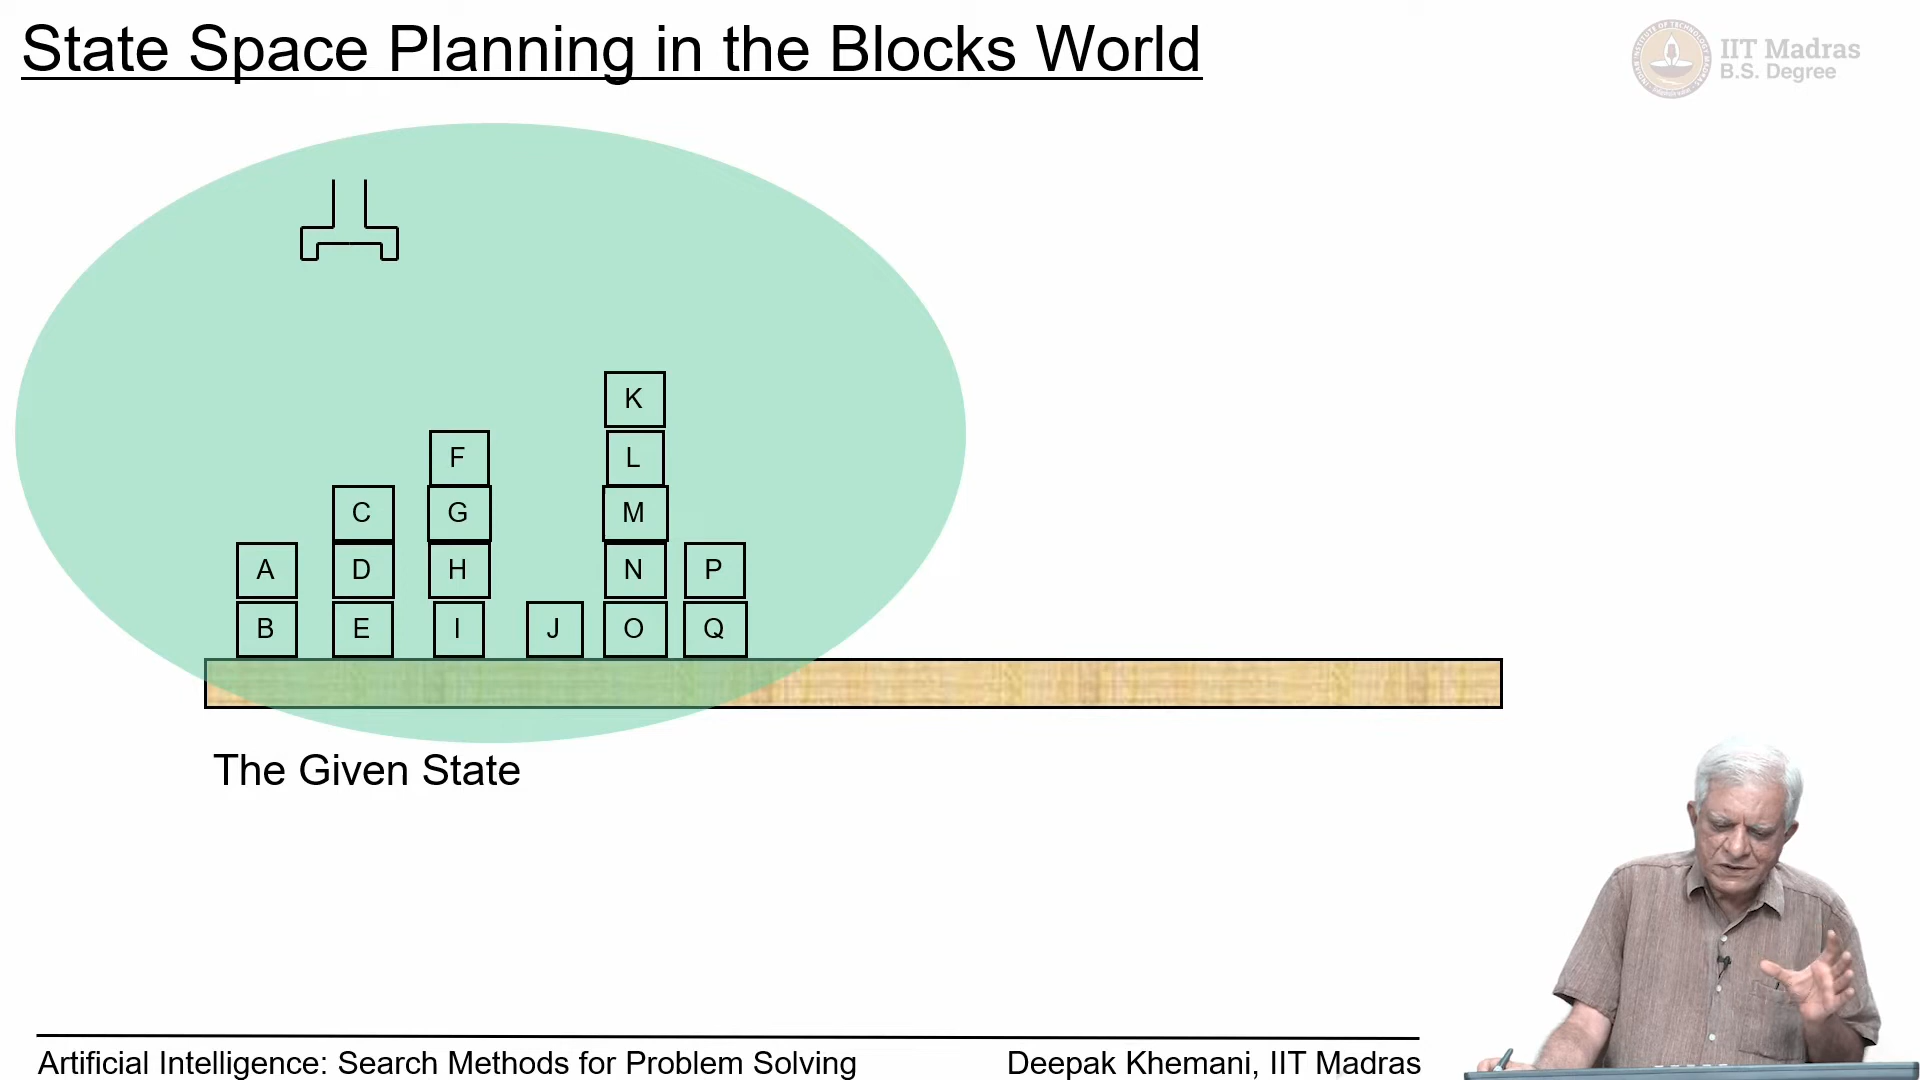 State Space Planning in the Blocks World
IIT Madras
B.S. Degree
K
F
L
C
G
M
A
D
H
N
P
B
E
I
J
O
Q
The Given State
Artificial Intelligence: Search Methods for Problem Solving
Deepak Khemani, IIT Madras